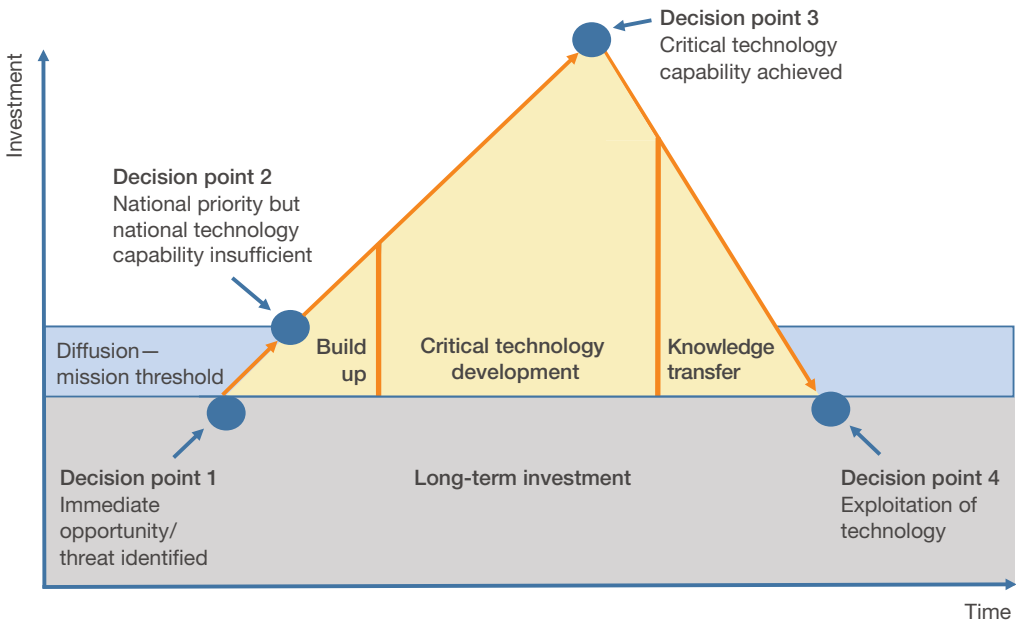 Decision point 3
Critical technology
capability achieved
Investment
Decision point 2
National priority but
national technology
capability insufficient
Diffusion—
mission threshold
Build
up
Critical technology
development
Knowledge
transfer
Decision point 1
Immediate
opportunity/
threat identified
Long-term investment
Decision point 4
Exploitation of
technology
Time